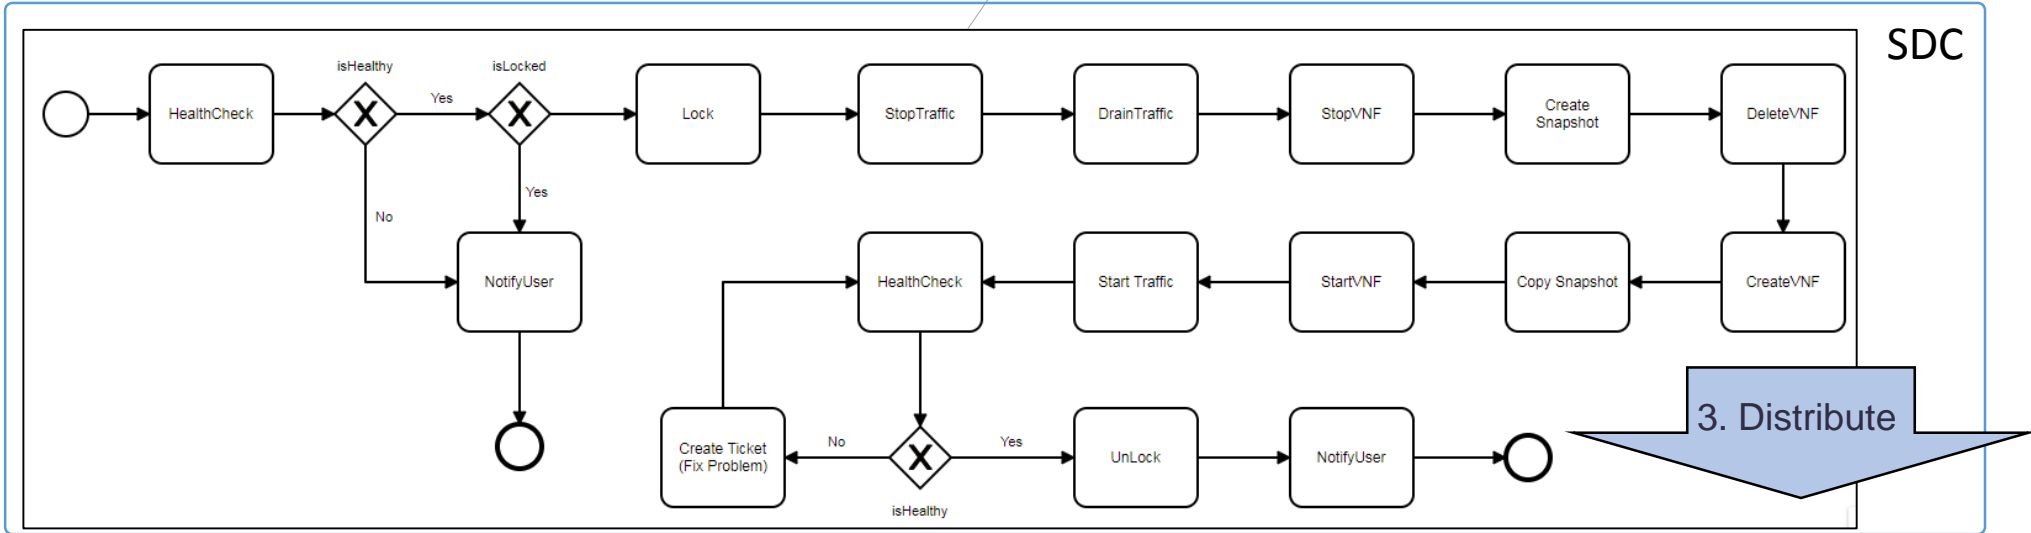 SDC
isHealthy
isLocked
HealthCheck
Yes
Lock
StopTraffic
DrainTraffic
StopVNF
Create
Snapshot
DeleteVNF
No
Yes
NotifyUser
HealthCheck
Start Traffic
StartVNF
Copy Snapshot
CreateVNF
3. Distribute
Create Ticket
(Fix Problem)
No
Yes
UnLock
NotifyUser
isHealthy